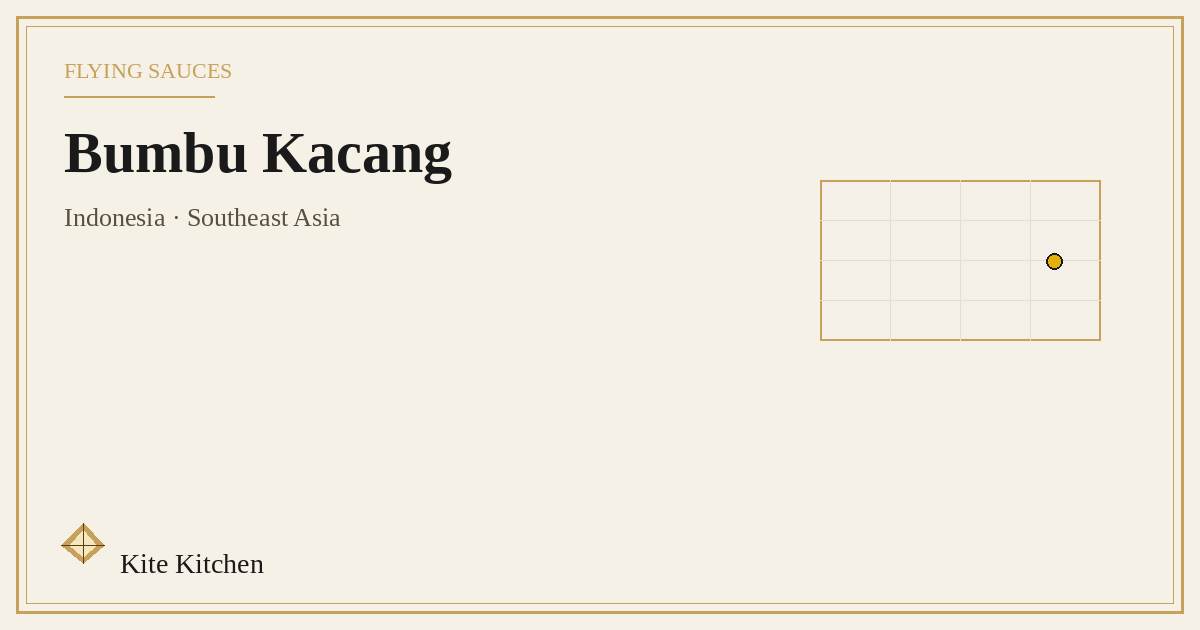 FLYING SAUCES
Bumbu Kacang
Indonesia · Southeast Asia
Kite Kitchen